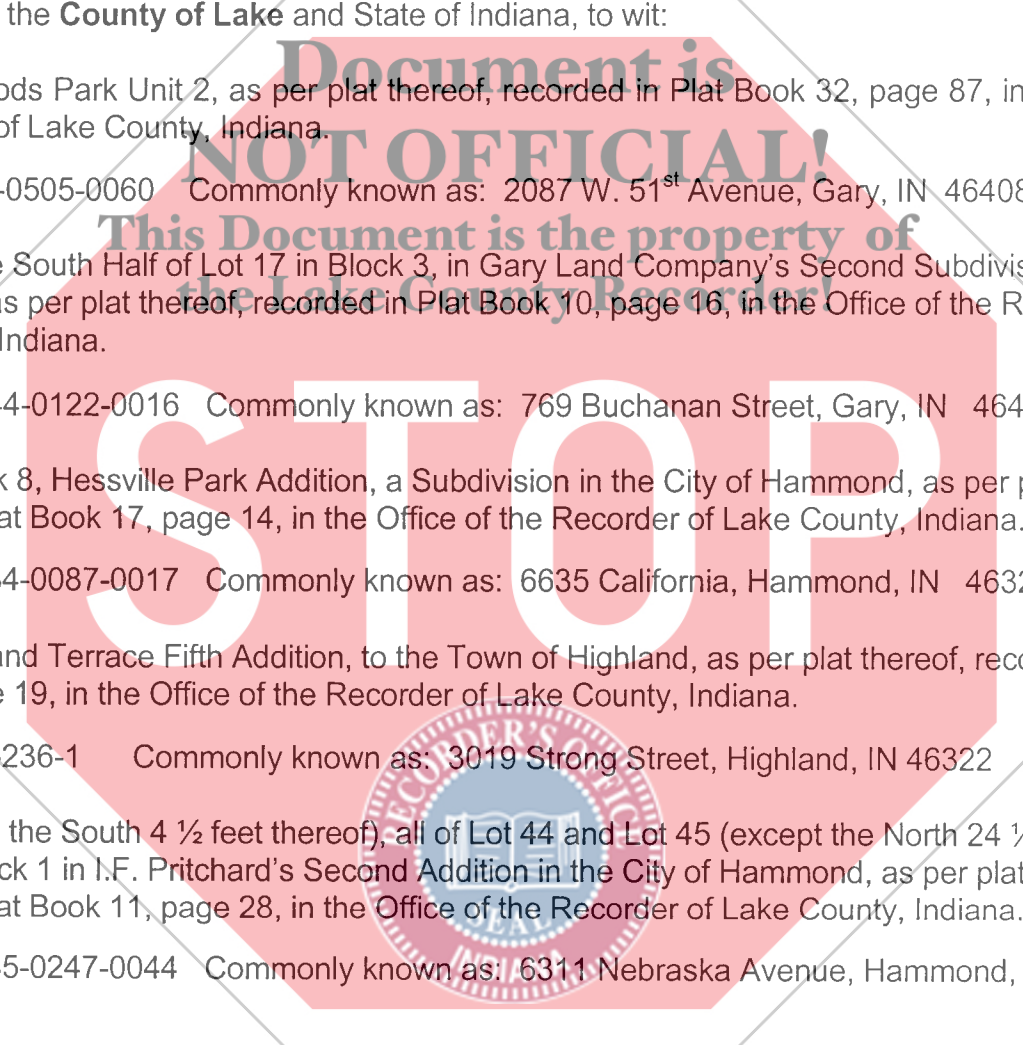 the County of Lake and State of Indiana, to wit:
Document is
ods Park Unit 2, as per plat thereof, recorded in Plat Book 32, page 87, in
of Lake County, Indiana.
NOT OFFICIAL!
-0505-0060 Commonly known as: 2087 W. 51st Avenue, Gary, IN 46408
This Document is the property of
e South Half of Lot 17 in Block 3, in Gary Land Company's Second Subdivis
the Lake County Recorder!
as per plat thereof, recorded in Plat Book 10, page 16, in the Office of the R
Indiana.
STOP
4-0122-0016 Commonly known as: 769 Buchanan Street, Gary, IN 464
k 8, Hessville Park Addition, a Subdivision in the City of Hammond, as per p
at Book 17, page 14, in the Office of the Recorder of Lake County, Indiana.
4-0087-0017 Commonly known as: 6635 California, Hammond, IN 4632
and Terrace Fifth Addition, to the Town of Highland, as per plat thereof, reco
e 19, in the Office of the Recorder of Lake County, Indiana.
236-1 Commonly known as: 3019 Strong Street, Highland, IN 46322
RECORDER'S OFFICE
the South 4 ½ feet thereof), all of Lot 44 and Lot 45 (except the North 24 ½
ck 1 in I.F. Pritchard's Second Addition in the City of Hammond, as per plat
at Book 11, page 28, in the Office of the Recorder of Lake County, Indiana.
SEAL
INDIANA
5-0247-0044 Commonly known as: 6311 Nebraska Avenue, Hammond,